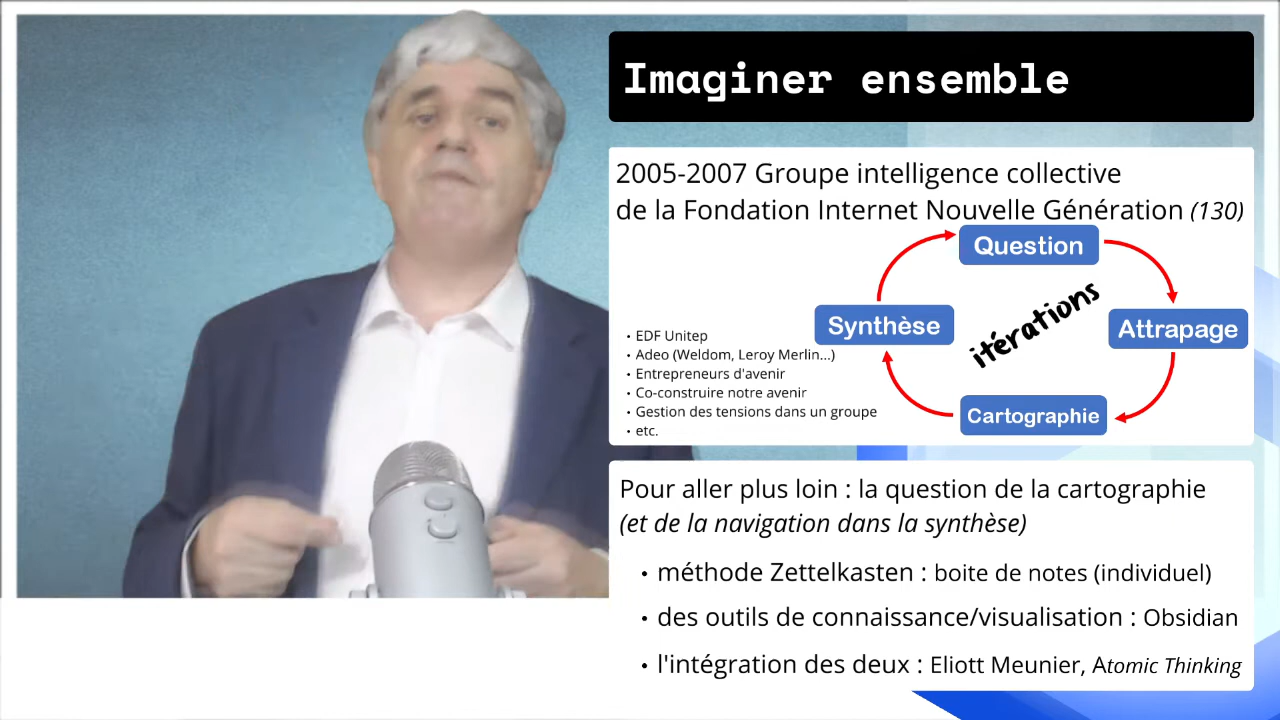 Imaginer ensemble
2005-2007 Groupe intelligence collective
de la Fondation Internet Nouvelle Génération (130)
Question
Synthèse
itérations
Attrapage
Cartographie
• EDF Unitep
• Adeo (Weldom, Leroy Merlin...)
• Entrepreneurs d'avenir
• Co-construire notre avenir
• Gestion des tensions dans un groupe
• etc.
Pour aller plus loin : la question de la cartographie
(et de la navigation dans la synthèse)
• méthode Zettelkasten : boite de notes (individuel)
• des outils de connaissance/visualisation : Obsidian
• l'intégration des deux : Eliott Meunier, Atomic Thinking